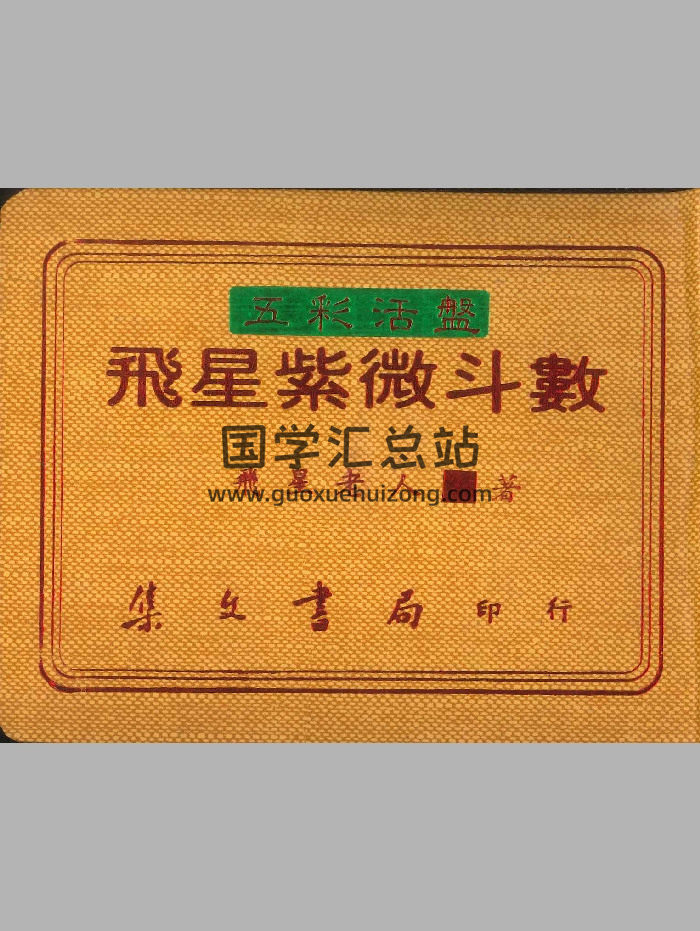 五彩活盤
飛星紫微斗數
国学汇总站
飛星老人 著
www.guoxuehuizong.com
集文書局印行